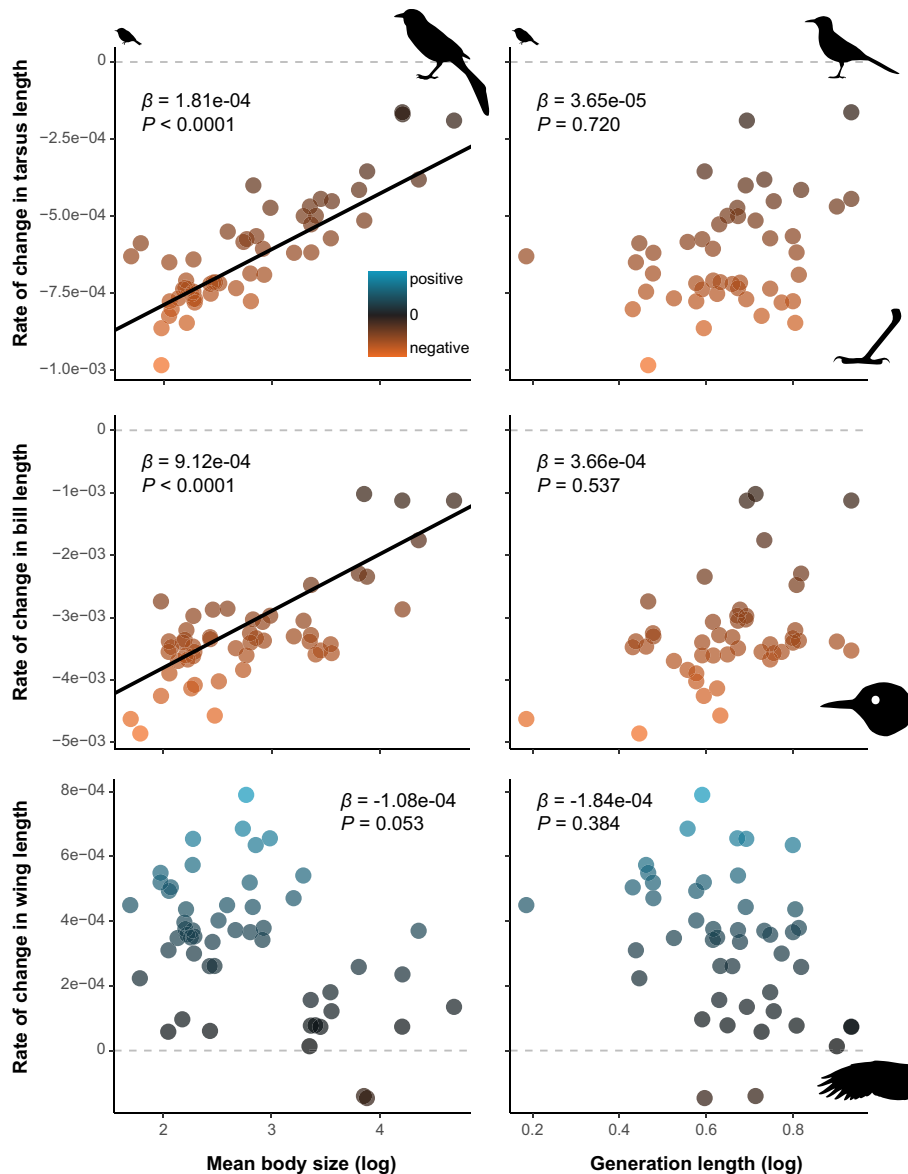 Rate of change in tarsus length
0
−2.5e−04
−5.0e−04
−7.5e−04
−1.0e−03
β = 1.81e-04
P < 0.0001
positive
0
negative
β = 3.65e-05
P = 0.720
Rate of change in bill length
0
−1e−03
−2e−03
−3e−03
−4e−03
−5e−03
β = 9.12e-04
P < 0.0001
β = 3.66e-04
P = 0.537
Rate of change in wing length
8e−04
6e−04
4e−04
2e−04
0
β = -1.08e-04
P = 0.053
β = -1.84e-04
P = 0.384
2 3 4
Mean body size (log)
0.2 0.4 0.6 0.8
Generation length (log)